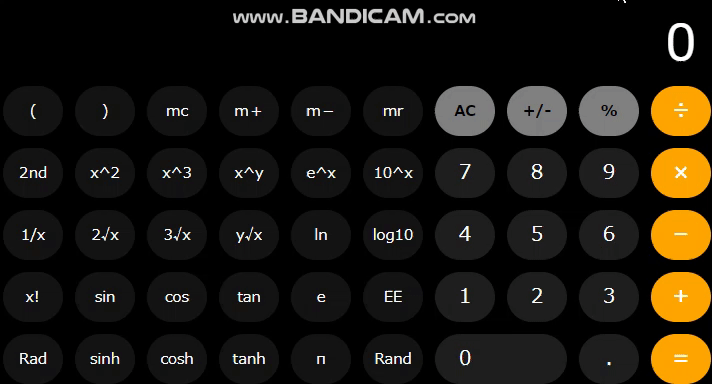 www.BANDICAM.com
0
( ) mc m+ m− mr AC +/- % ÷
2nd x^2 x^3 x^y e^x 10^x 7 8 9 ×
1/x 2√x 3√x y√x ln log10 4 5 6 −
x! sin cos tan e EE 1 2 3 +
Rad sinh cosh tanh π Rand 0 . =